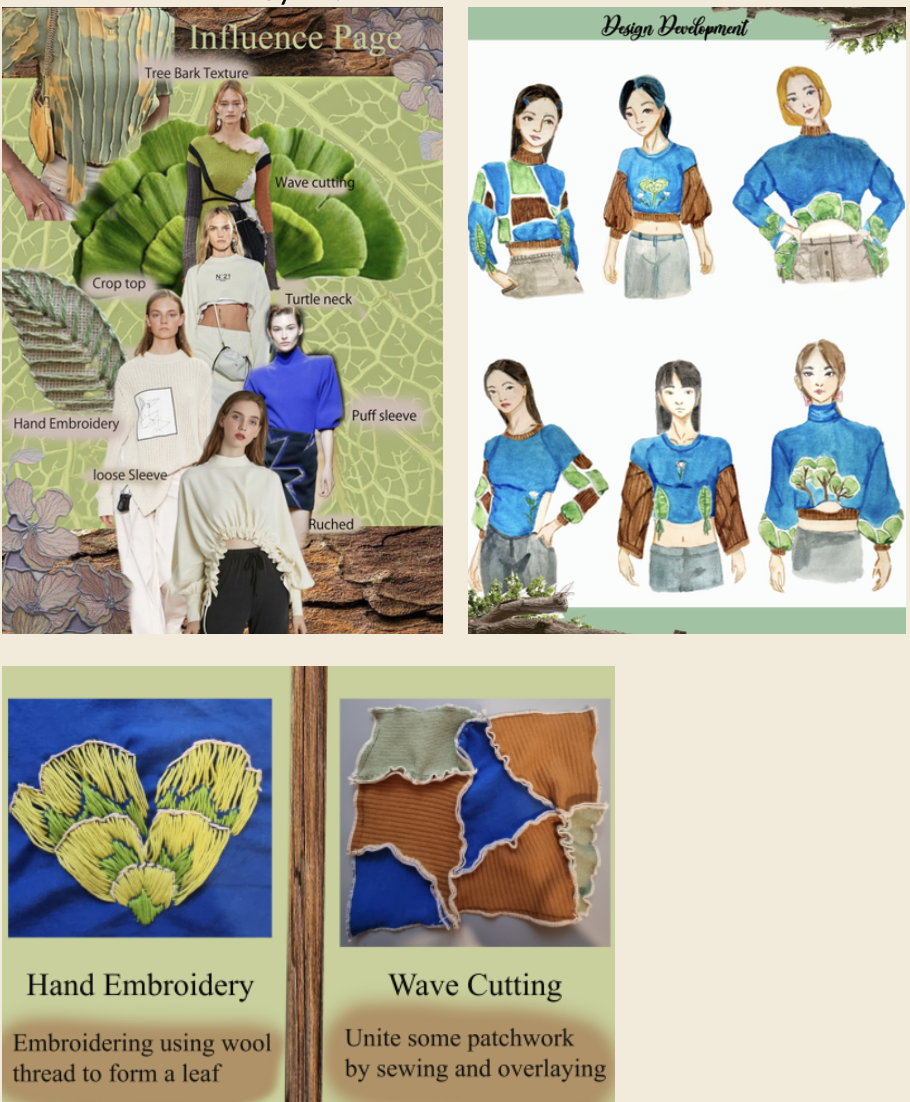 Influence Page
Tree Bark Texture
Wave cutting
N°21
Crop top
Turtle neck
Puff sleeve
Hand Embroidery
loose Sleeve
Ruched
Design Development
Hand Embroidery
Embroidering using wool
thread to form a leaf
Wave Cutting
Unite some patchwork
by sewing and overlaying